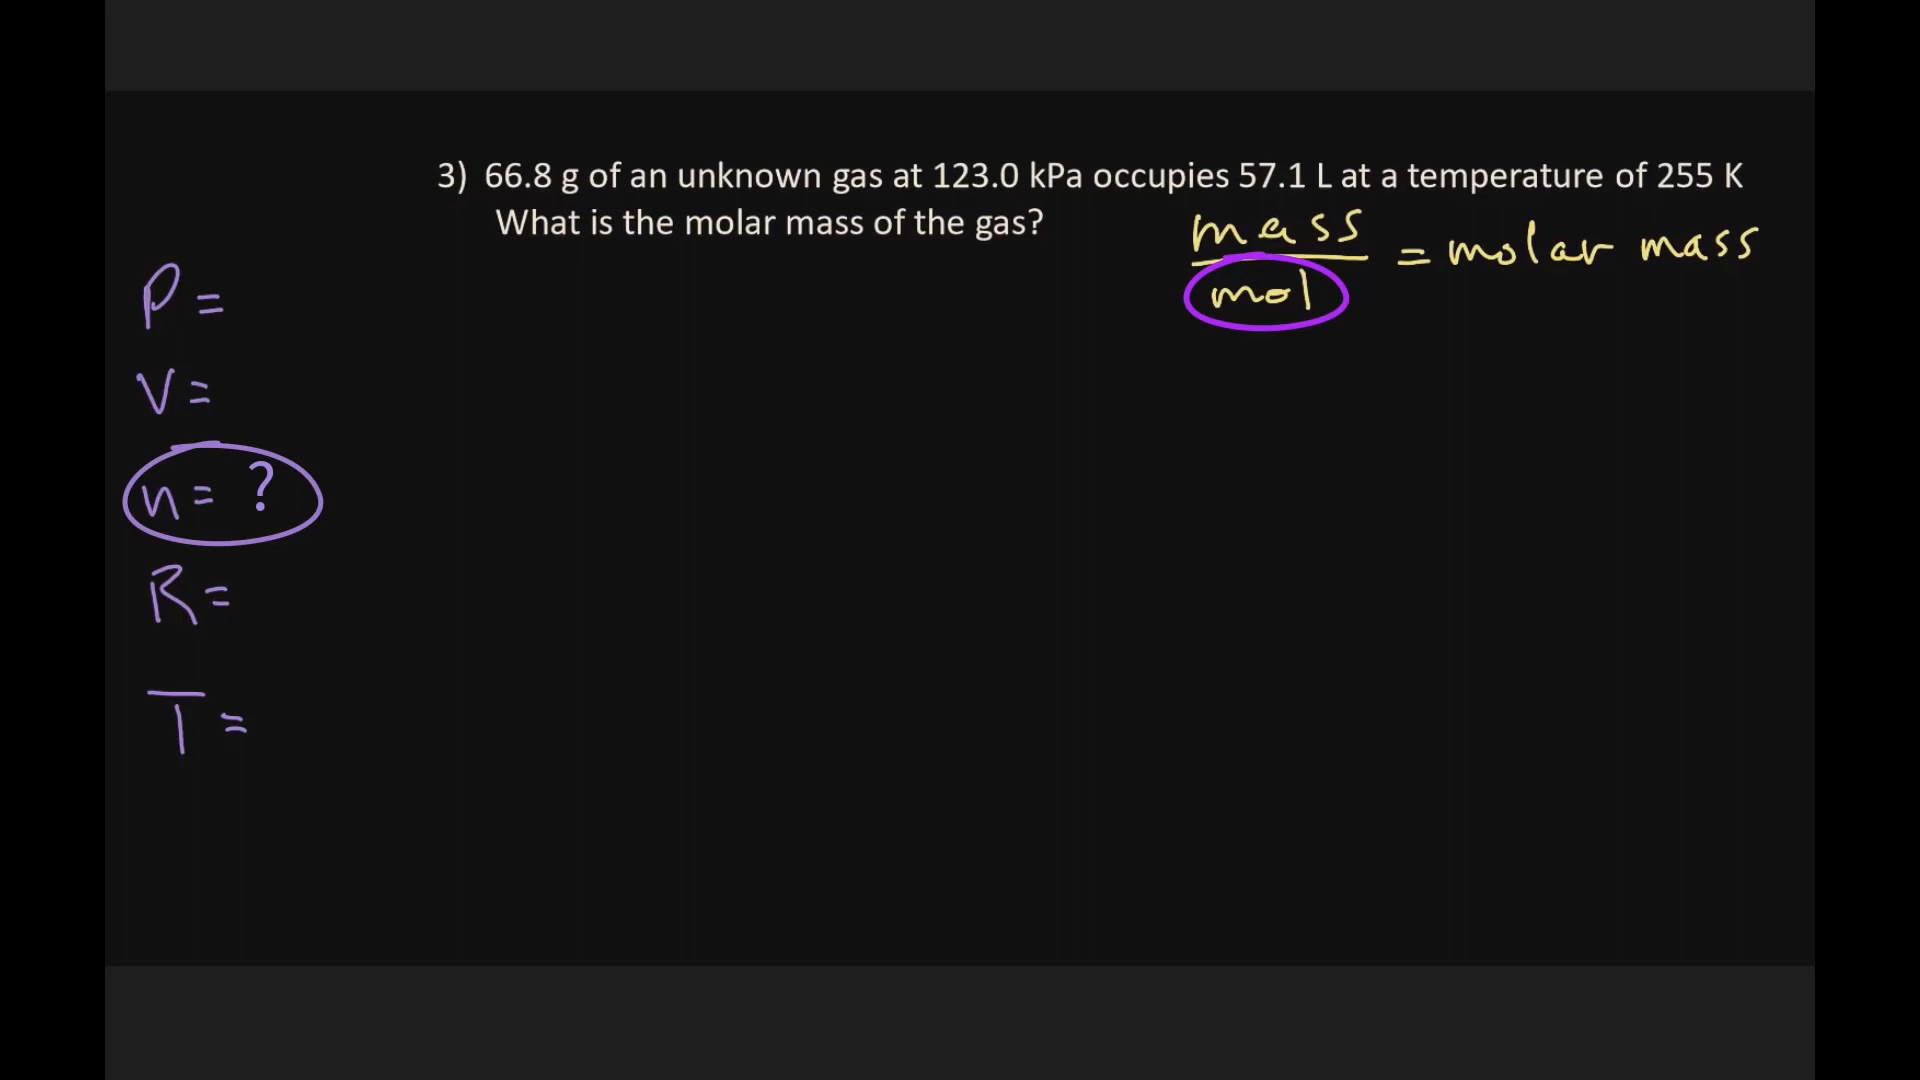 3) 66.8 g of an unknown gas at 123.0 kPa occupies 57.1 L at a temperature of 255 K
What is the molar mass of the gas?
mass
mol
= molar mass
P =
V =
n = ?
R =
T =